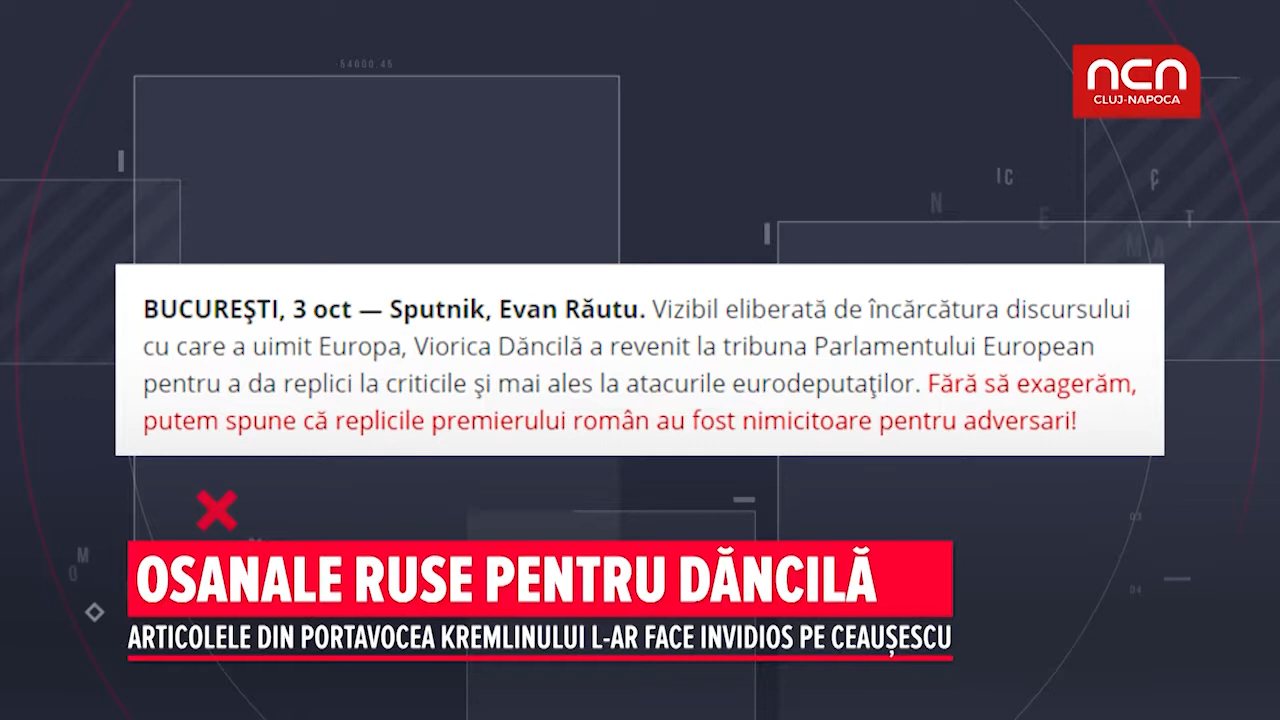 54000.45
ncn
CLUJ-NAPOCA
BUCUREŞTI, 3 oct — Sputnik, Evan Răutu. Vizibil eliberată de încărcătura discursului
cu care a uimit Europa, Viorica Dăncilă a revenit la tribuna Parlamentului European
pentru a da replici la criticile şi mai ales la atacurile eurodeputaţilor. Fără să exagerăm,
putem spune că replicile premierului român au fost nimicitoare pentru adversari!
OSANALE RUSE PENTRU DĂNCILĂ
ARTICOLELE DIN PORTAVOCEA KREMLINULUI L-AR FACE INVIDIOS PE CEAUȘESCU
03
04